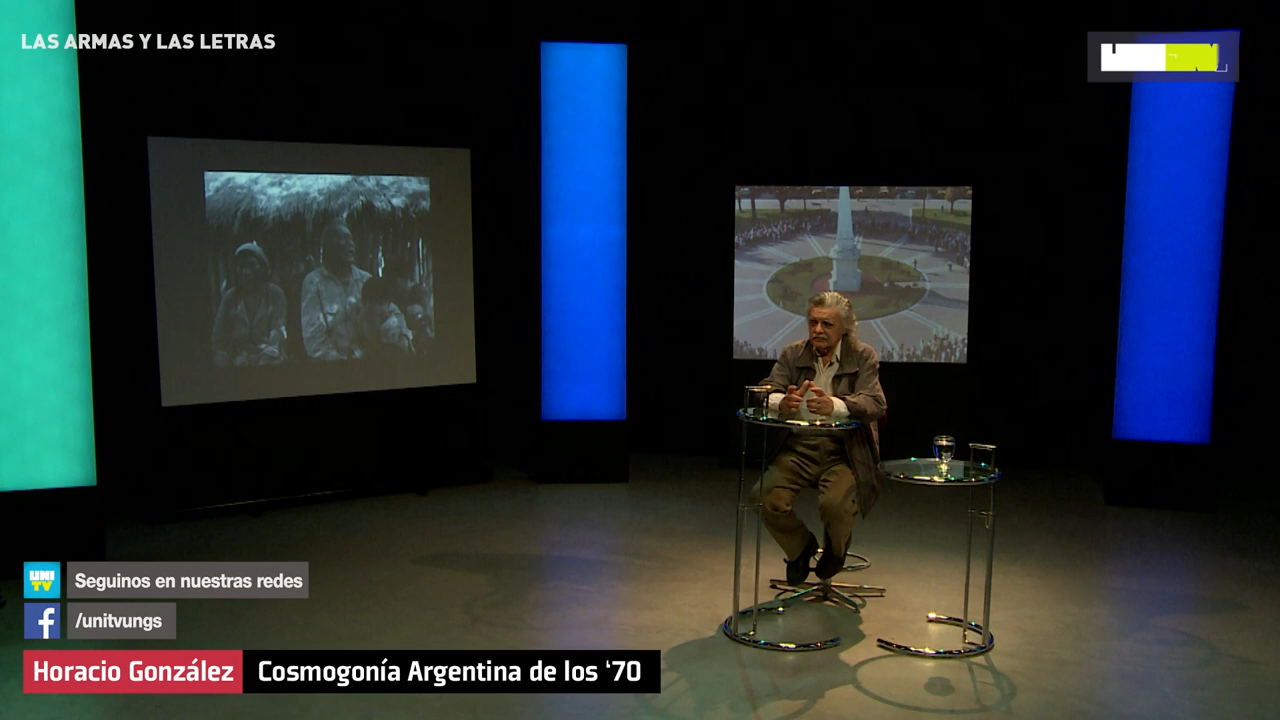 LAS ARMAS Y LAS LETRAS
UNI
TV
Seguinos en nuestras redes
f
/unitvungs
Horacio González
Cosmogonía Argentina de los ‘70